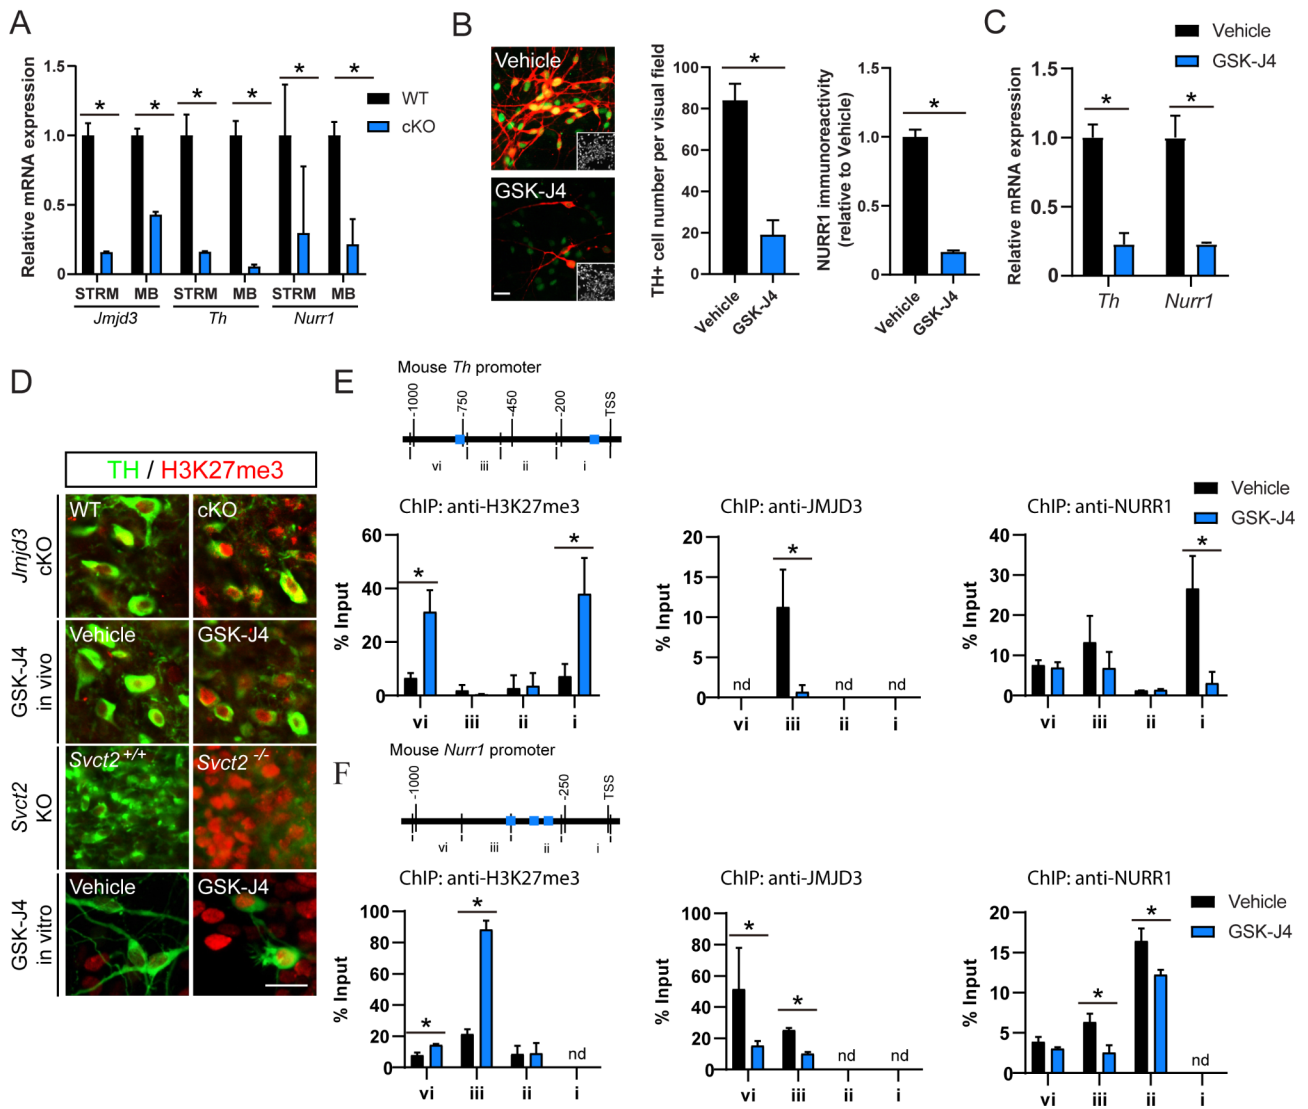 A
Relative mRNA expression
1.5
1.0
0.5
0
* * * * * *
WT
cKO
STRM MB STRM MB STRM MB
Jmjd3 Th Nurr1
B
Vehicle
GSK-J4
TH+ cell number per visual field
100
80
60
40
20
0
*
Vehicle
GSK-J4
NURR1 immunoreactivity
(relative to Vehicle)
1.5
1.0
0.5
0
*
Vehicle
GSK-J4
C
Vehicle
GSK-J4
Relative mRNA expression
1.5
1.0
0.5
0
* *
Th Nurr1
D
TH / H3K27me3
Jmjd3
cKO
WT
cKO
GSK-J4
in vivo
Vehicle
GSK-J4
Svct2
KO
Svct2 +/+
Svct2 -/-
GSK-J4
in vitro
Vehicle
GSK-J4
E
Mouse Th promoter
-1000
-750
-450
-200
TSS
vi iii ii i
ChIP: anti-H3K27me3
% Input
60
40
20
0
* *
vi iii ii i
ChIP: anti-JMJD3
% Input
20
15
10
5
0
nd * nd nd
vi iii ii i
ChIP: anti-NURR1
% Input
40
30
20
10
0
*
vi iii ii i
Vehicle
GSK-J4
F
Mouse Nurr1 promoter
-1000
-250
TSS
vi iii ii i
ChIP: anti-H3K27me3
% Input
100
80
60
40
20
0
* * nd
vi iii ii i
ChIP: anti-JMJD3
% Input
100
80
60
40
20
0
* * nd nd
vi iii ii i
ChIP: anti-NURR1
% Input
20
15
10
5
0
* * nd
vi iii ii i
Vehicle
GSK-J4